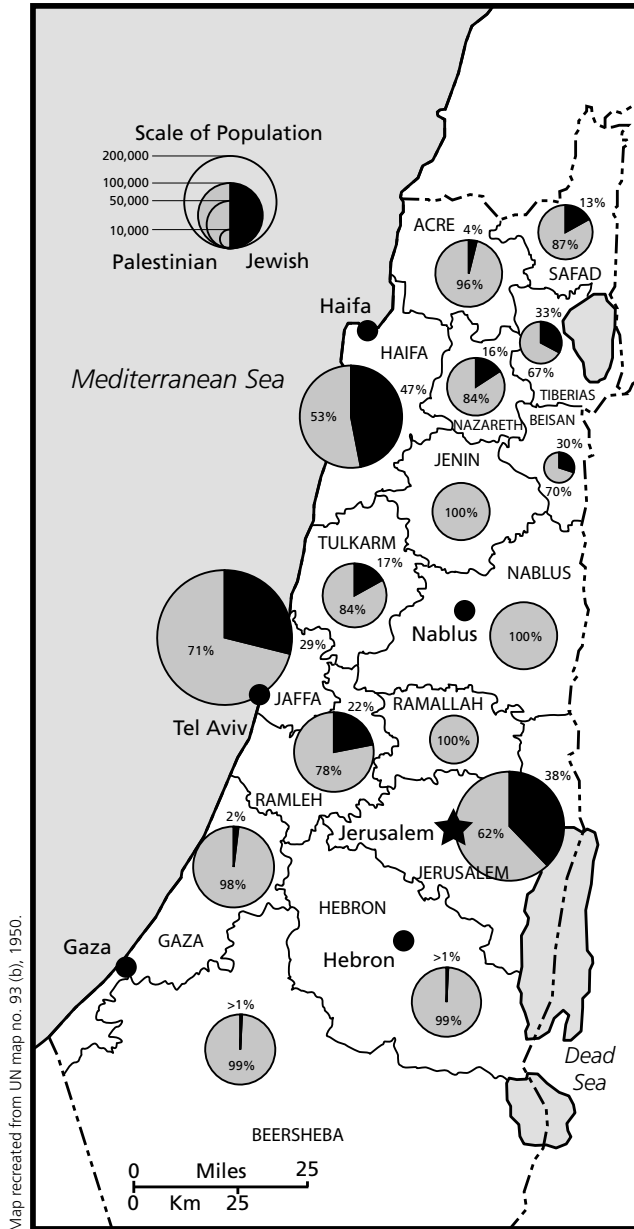 Scale of Population
200,000
100,000
50,000
10,000
Palestinian Jewish
ACRE
4%
96%
13%
87%
SAFAD
Haifa
HAIFA
Mediterranean Sea
33%
67%
TIBERIAS
16%
84%
NAZARETH
BEISAN
30%
70%
53%
47%
JENIN
100%
TULKARM
17%
84%
NABLUS
Nablus
100%
71%
29%
JAFFA
Tel Aviv
22%
78%
RAMLEH
RAMALLAH
100%
38%
62%
Jerusalem
JERUSALEM
2%
98%
GAZA
Gaza
HEBRON
Hebron
>1%
99%
>1%
99%
Dead
Sea
BEERSHEBA
0 Miles 25
0 Km 25
Map recreated from UN map no. 93 (b), 1950.